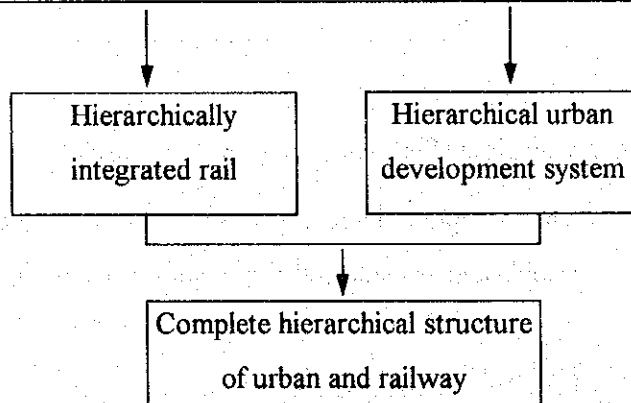 Hierarchically
integrated rail
Hierarchical urban
development system
Complete hierarchical structure
of urban and railway